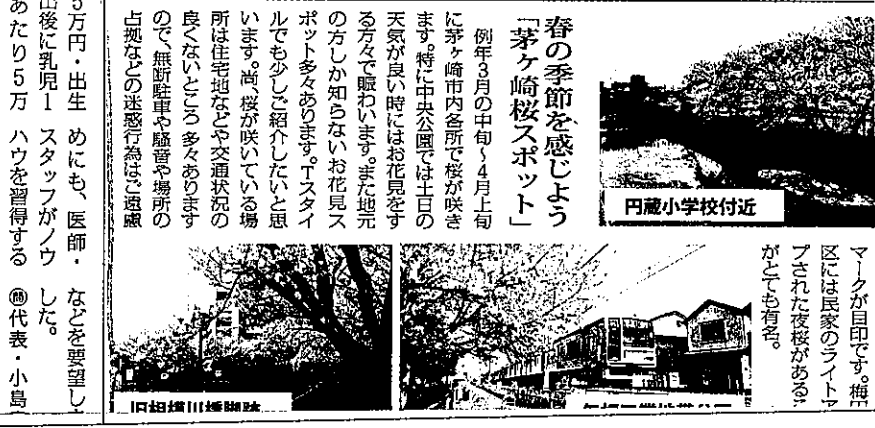 春の季節を感じよう
「茅ヶ崎桜スポット」
例年3月の中旬~4月上旬
に茅ヶ崎市内各所で桜が咲き
ます。特に中央公園では土日の
天気が良い時にはお花見をす
る方々で賑わいます。また地元
の方しか知らないお花見ス
ポット多々あります。Tスタイ
ルでも少しご紹介したいと思
います。尚、桜が咲いている場
所は住宅地などや交通状況の
良くないところ多々あります
ので、無断駐車や騒音や場所の
占拠などの迷惑行為はご遠慮
円蔵小学校付近
マークが目印です。梅田
区には民家のライトア
プされた夜桜がある
がとても有名。
旧相模川橋脚跡
5万円・出生
出後に乳児1
あたり5万
めにも、医師・
スタッフがノウ
ハウを習得する
などを要望し
した。
㉄代表・小島